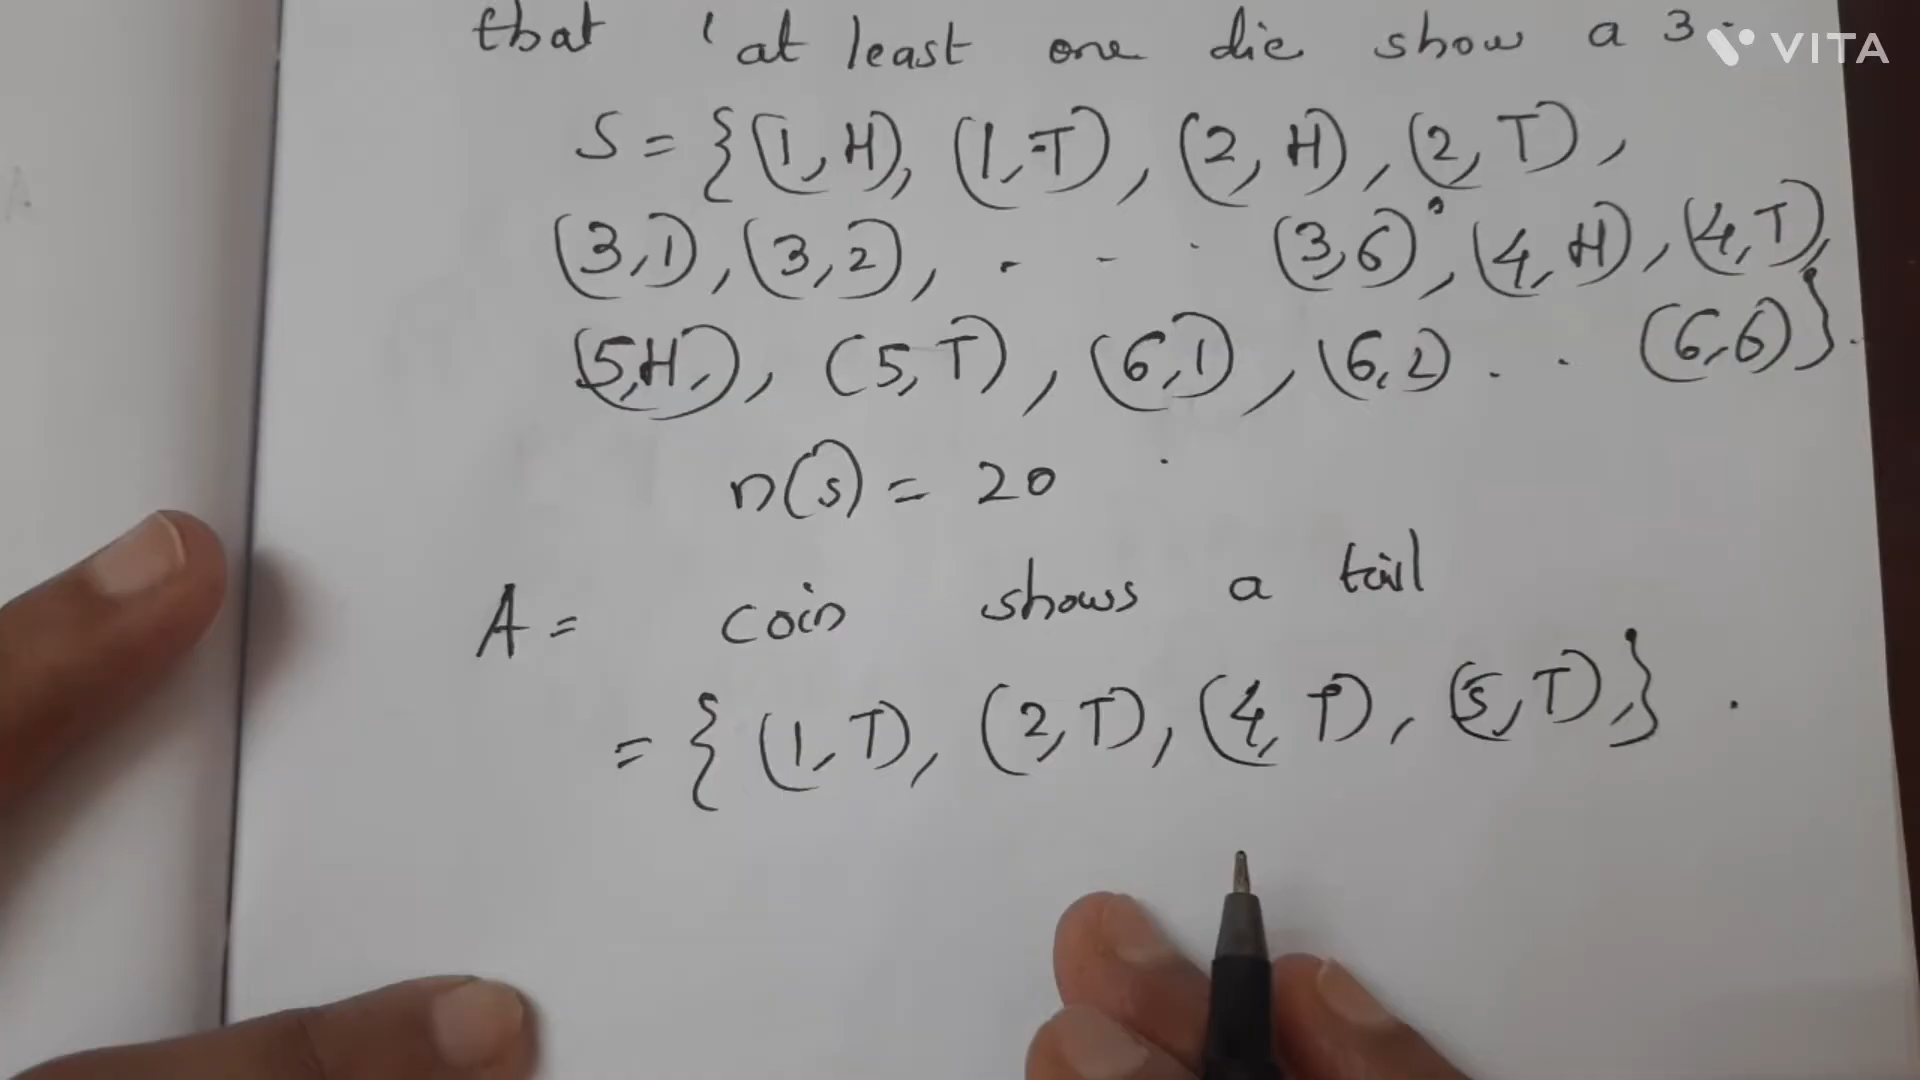 that 'at least one die show a 3.
VITA
S = {(1, H), (1, T), (2, H), (2, T),
(3, 1), (3, 2), . - . (3, 6), (4, H), (4, T),
(5, H,), (5, T), (6, 1), (6, 2) . . (6, 6)}.
n(s) = 20
A = coin shows a tail
= {(1, T), (2, T), (4, T), (5, T),} .